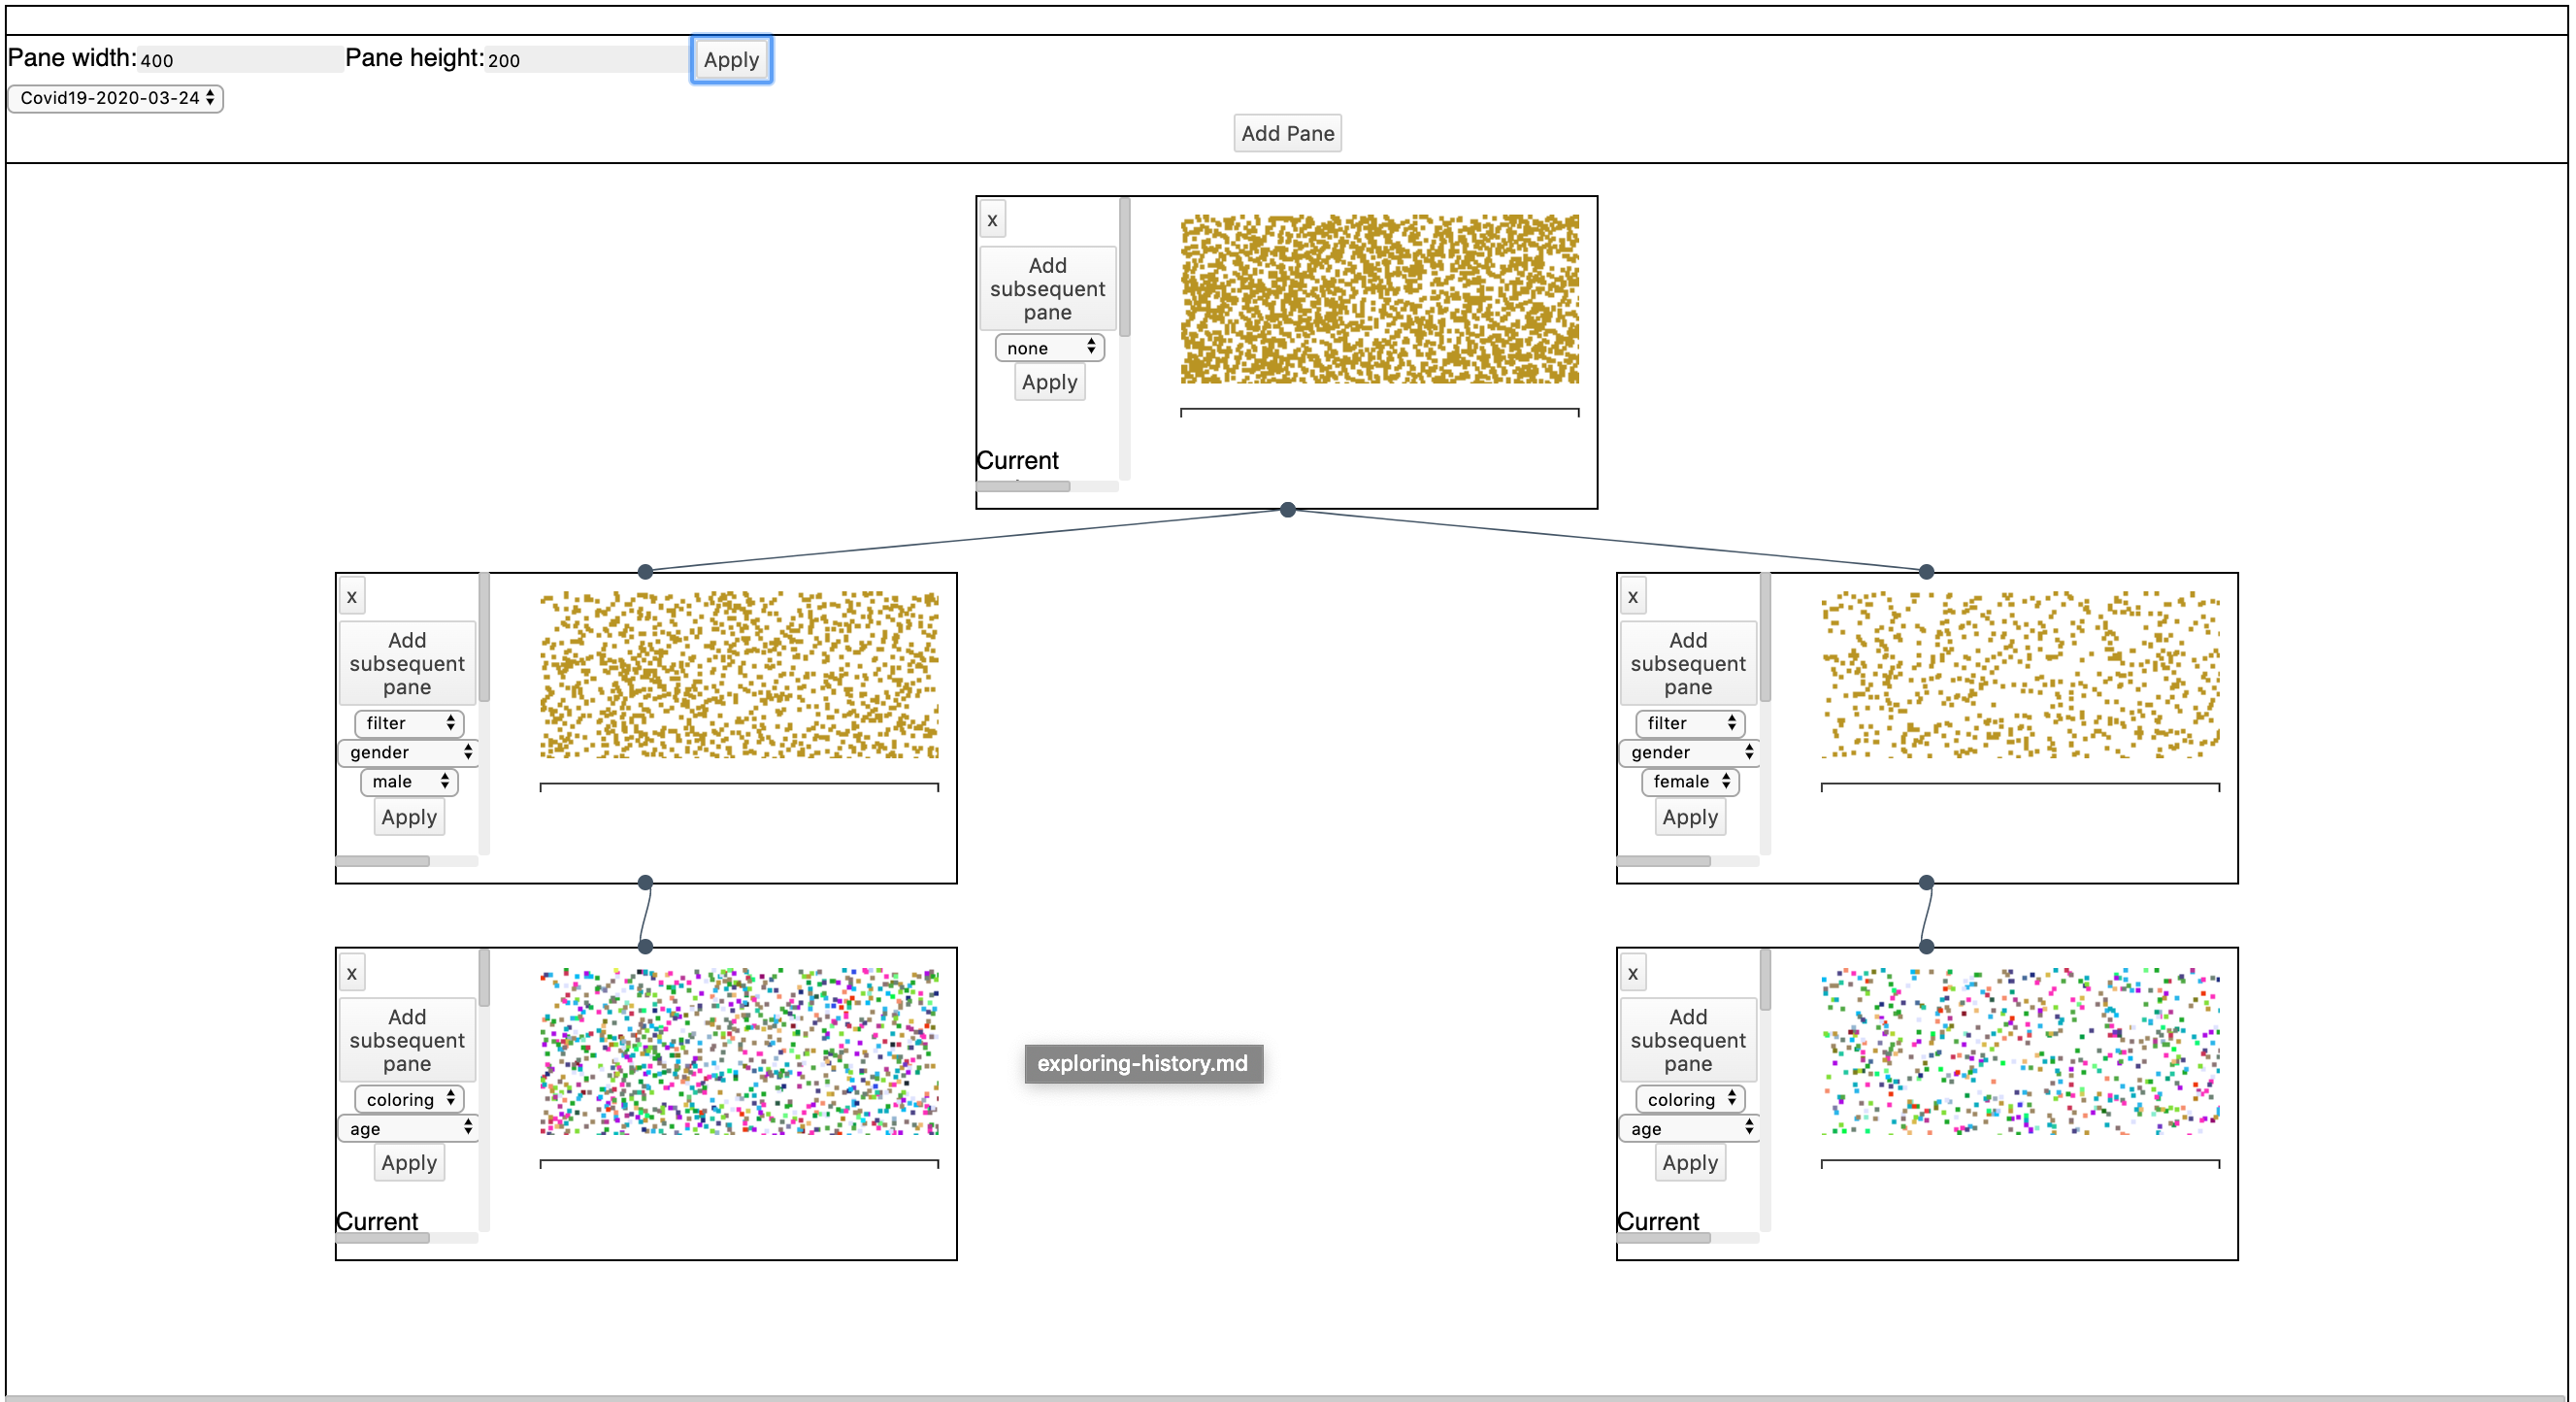 Pane width: 400 Pane height: 200 Apply
Covid19-2020-03-24
Add Pane
x
Add
subsequent
pane
none
Apply
Current
x
Add
subsequent
pane
filter
gender
male
Apply
x
Add
subsequent
pane
filter
gender
female
Apply
x
Add
subsequent
pane
coloring
age
Apply
Current
exploring-history.md
x
Add
subsequent
pane
coloring
age
Apply
Current